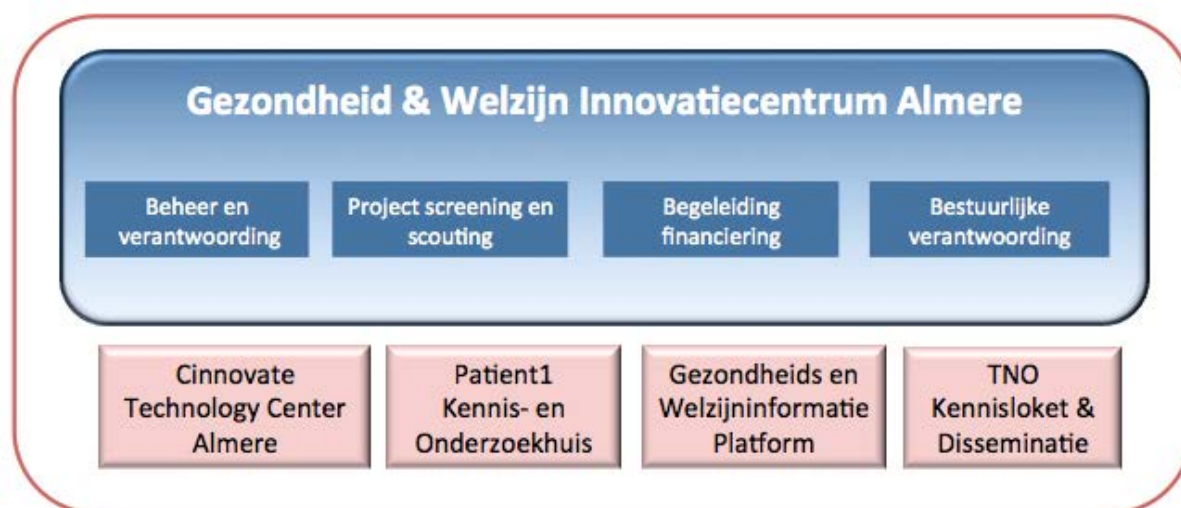 Gezondheid & Welzijn Innovatiecentrum Almere
Beheer en
verantwoording
Project screening en
scouting
Begeleiding
financiering
Bestuurlijke
verantwoording
Cinnovate
Technology Center
Almere
Patient1
Kennis- en
Onderzoekhuis
Gezondheids en
Welzijninformatie
Platform
TNO
Kennisloket &
Disseminatie